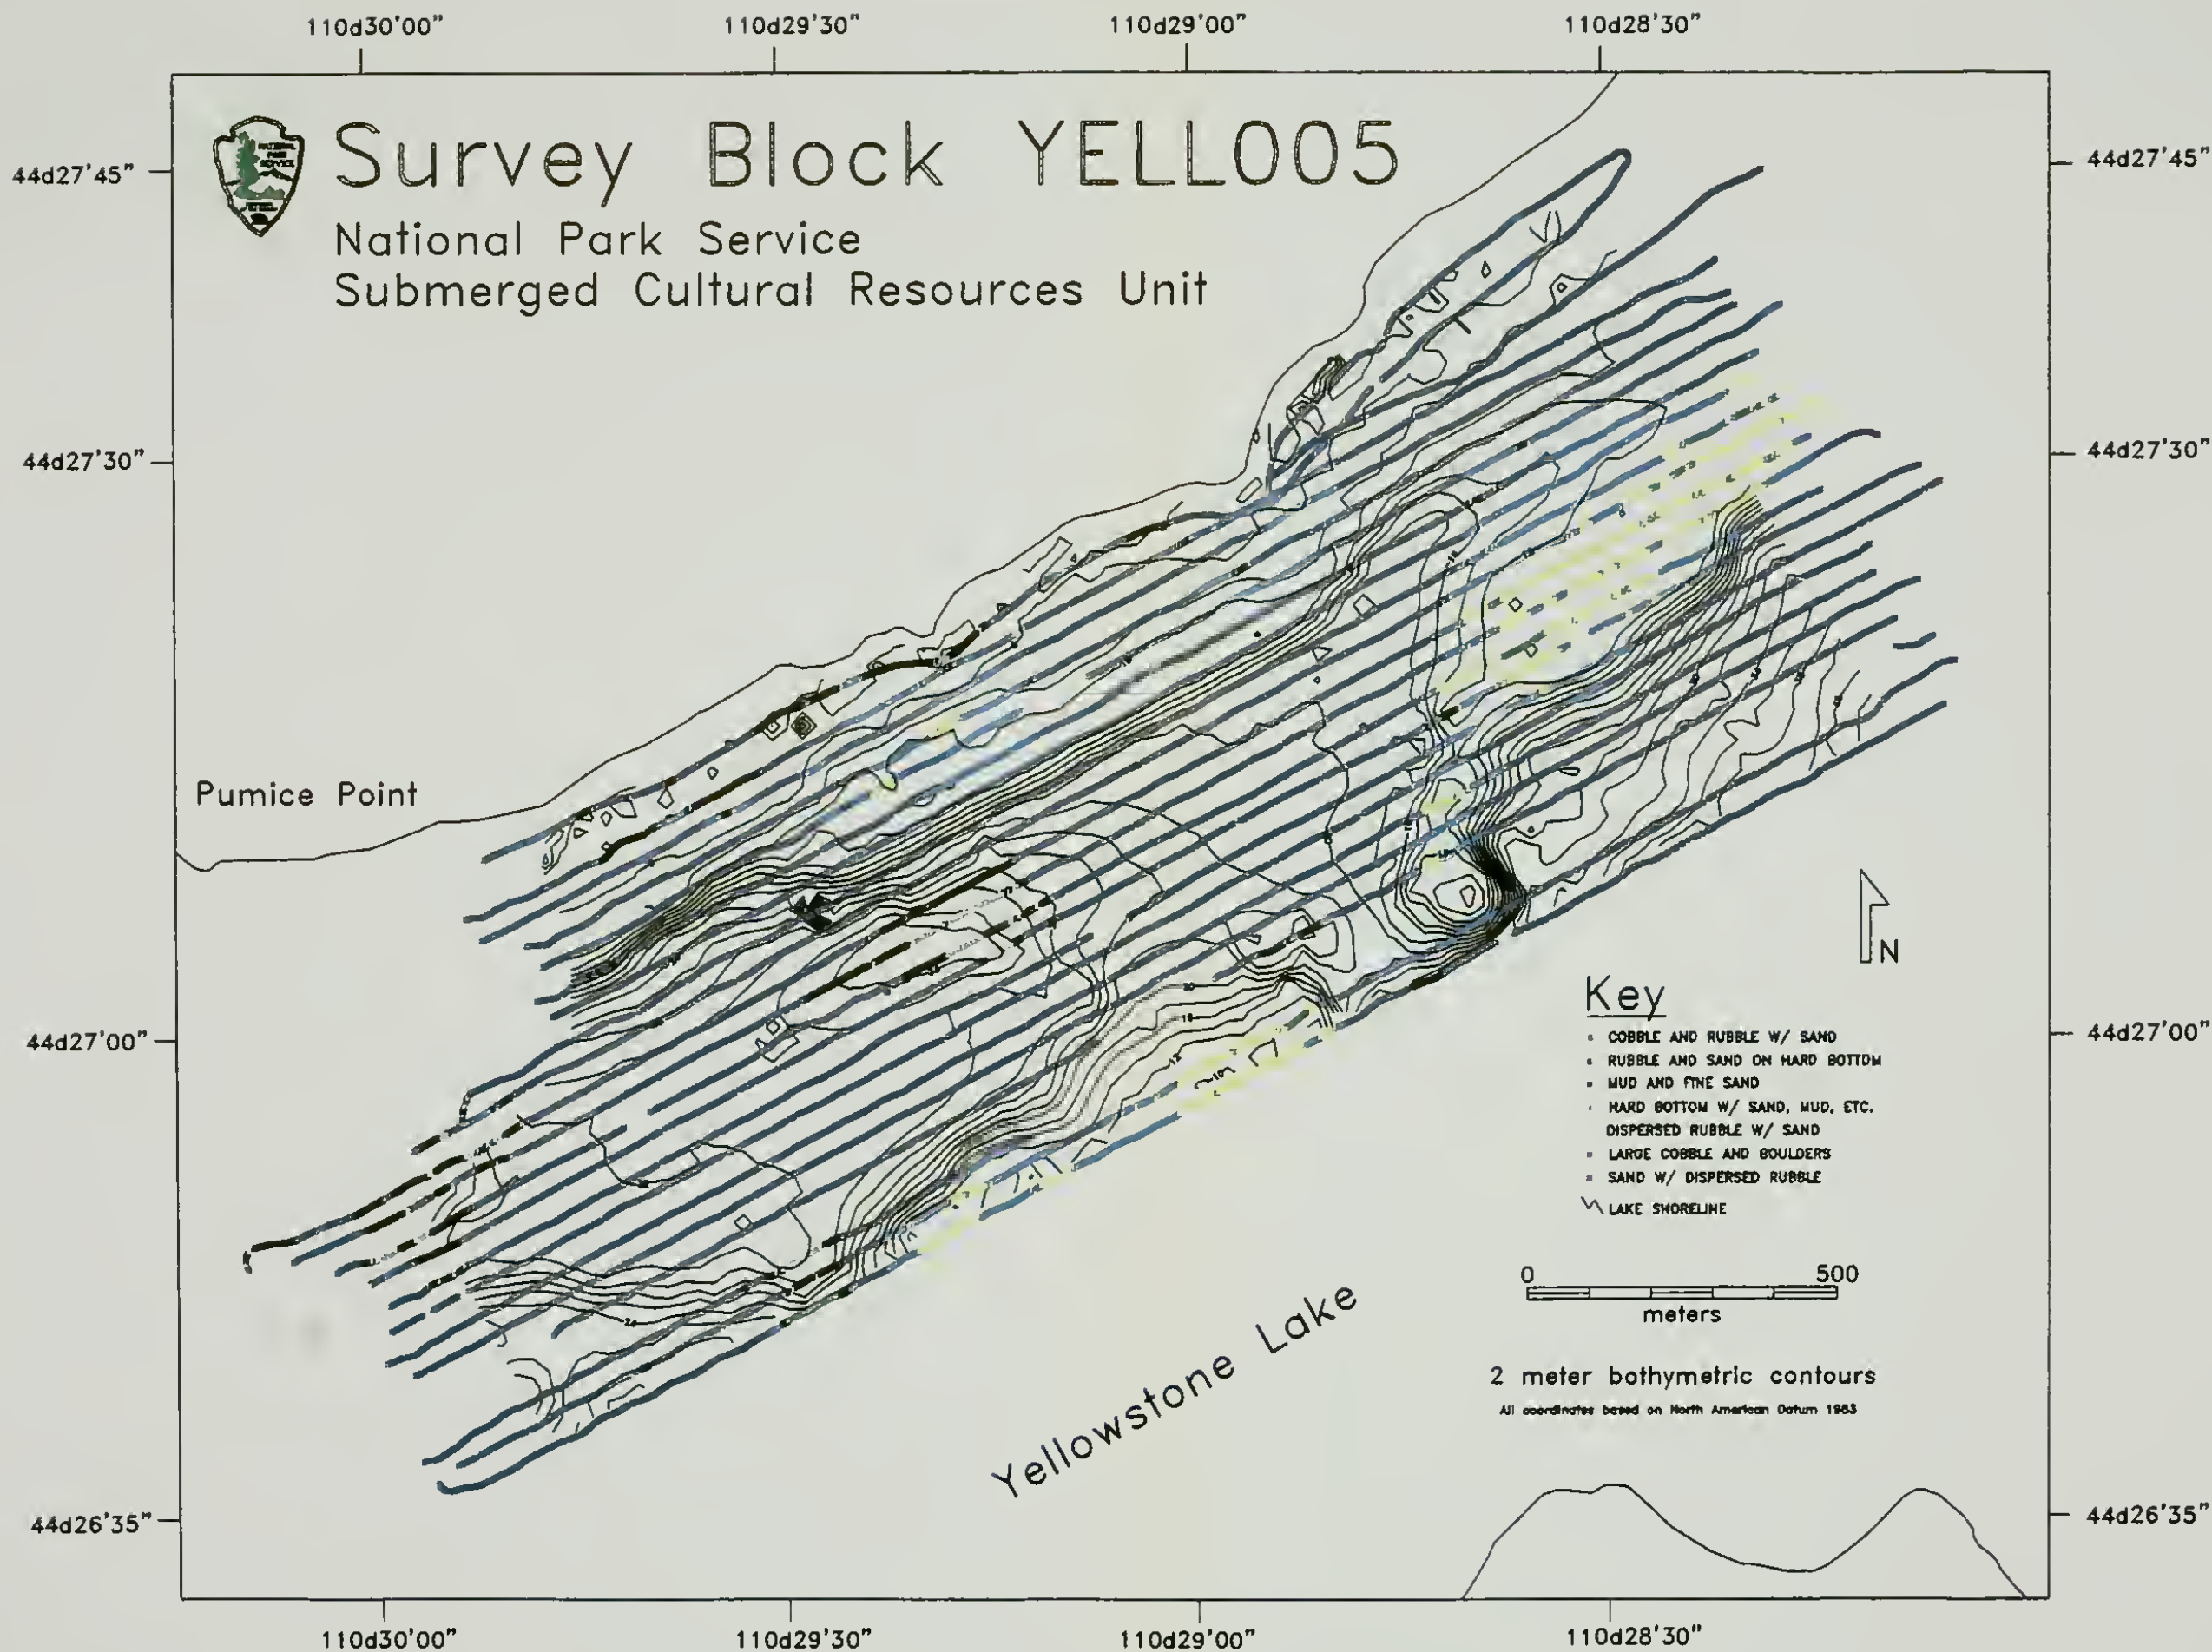 110d30'00" 110d29'30" 110d29'00" 110d28'30"
Survey Block YELL005
National Park Service
Submerged Cultural Resources Unit
NATIONAL
PARK
SERVICE
44d27'45" 44d27'45"
44d27'30" 44d27'30"
Pumice Point
N
44d27'00" 44d27'00"
Key
COBBLE AND RUBBLE W/ SAND
RUBBLE AND SAND ON HARD BOTTOM
MUD AND FINE SAND
HARD BOTTOM W/ SAND, MUD, ETC.
DISPERSED RUBBLE W/ SAND
LARGE COBBLE AND BOULDERS
SAND W/ DISPERSED RUBBLE
LAKE SHORELINE
0 500
meters
Yellowstone Lake
2 meter bothymetric contours
All coordinates based on North American Datum 1983
44d26'35" 44d26'35"
110d30'00" 110d29'30" 110d29'00" 110d28'30"